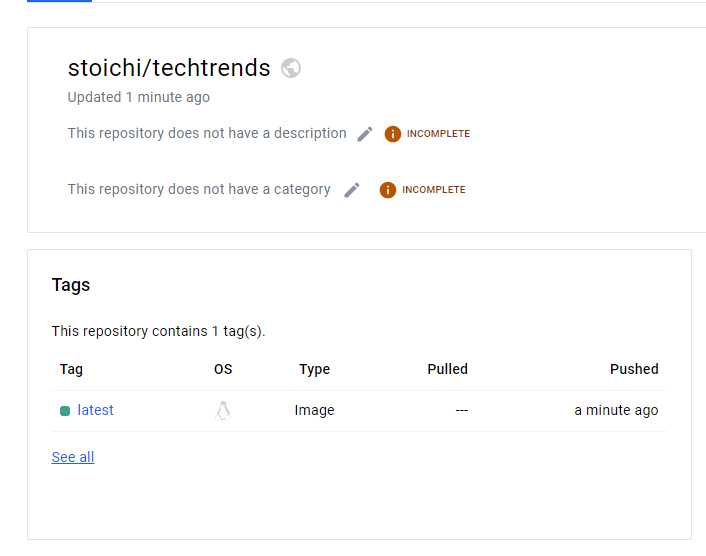 stoichi/techtrends
Updated 1 minute ago
This repository does not have a description INCOMPLETE
This repository does not have a category INCOMPLETE
Tags
This repository contains 1 tag(s).
Tag OS Type Pulled Pushed
latest Image --- a minute ago
See all